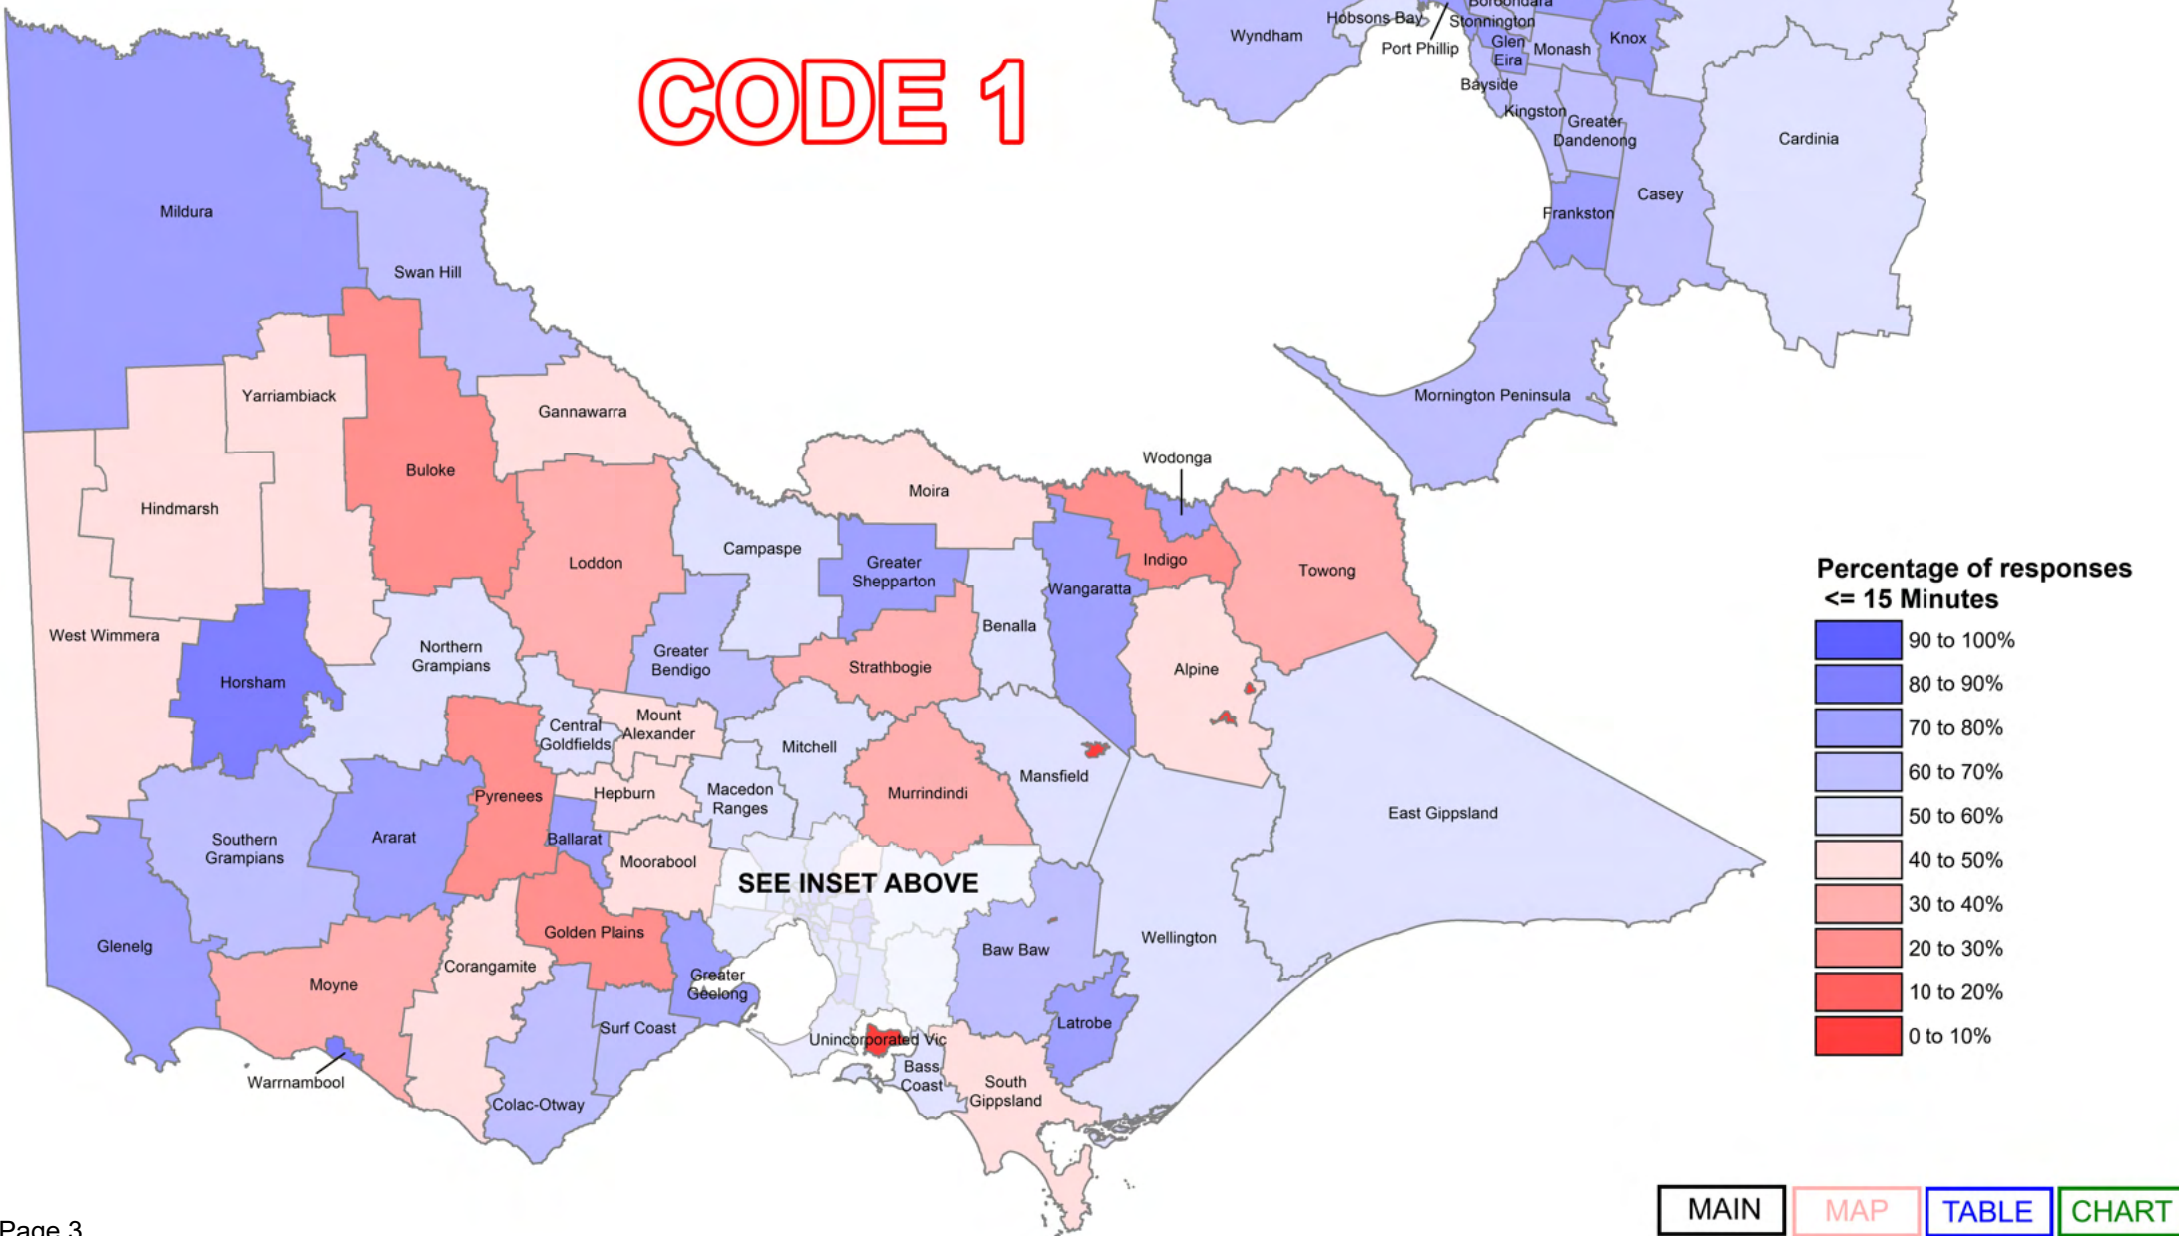 Boroondara
Hobsons Bay
Stonnington
Wyndham
Port Phillip
Glen
Eira
Monash
Knox
CODE 1
Bayside
Kingston
Greater
Dandenong
Cardinia
Casey
Mildura
Frankston
Swan Hill
Mornington Peninsula
Yarriambiack
Gannawarra
Wodonga
Buloke
Moira
Hindmarsh
Campaspe
Loddon
Greater
Shepparton
Indigo
Towong
Wangaratta
West Wimmera
Benalla
Northern
Grampians
Greater
Bendigo
Strathbogie
Alpine
Horsham
Central
Goldfields
Mount
Alexander
Mitchell
Mansfield
Pyrenees
Hepburn
Macedon
Ranges
Murrindindi
East Gippsland
Southern
Grampians
Ararat
Ballarat
Moorabool
SEE INSET ABOVE
Glenelg
Golden Plains
Wellington
Baw Baw
Moyne
Corangamite
Greater
Geelong
Surf Coast
Latrobe
Unincorporated Vic
Warrnambool
Bass
Coast
South
Gippsland
Colac-Otway
Percentage of responses
<= 15 Minutes
90 to 100%
80 to 90%
70 to 80%
60 to 70%
50 to 60%
40 to 50%
30 to 40%
20 to 30%
10 to 20%
0 to 10%
MAIN
MAP
TABLE
CHART
Page 3